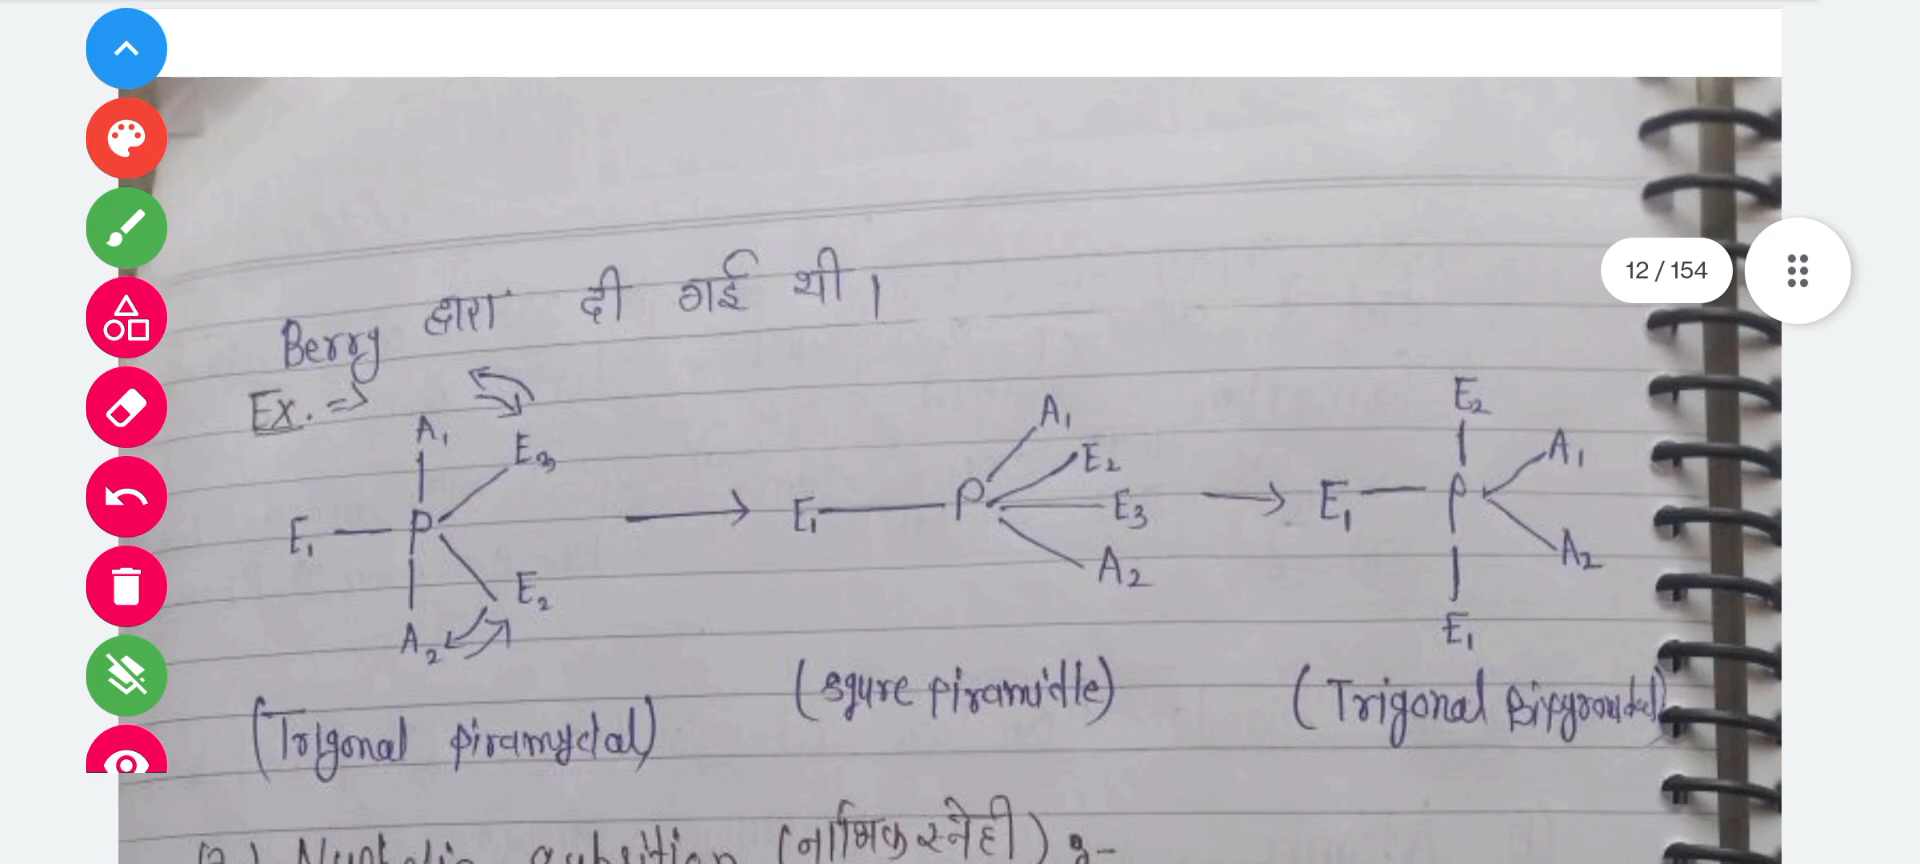 12 / 154
Berry द्वारा दी गई थी ।
Ex. ⇒
A₁
E₃
E₁ — P
E₂
A₂
A₁
E₂
E₁ — P — E₃
A₂
E₂
A₁
E₁ — P
A₂
E₁
(Trigonal piramydal)
(squre piramidle)
(Trigonal
(नाभिक स्नेही) :-